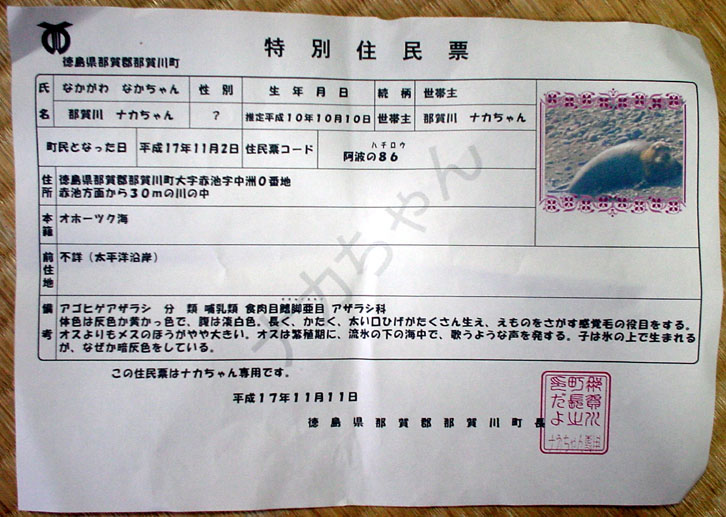 特別住民票
徳島県那賀郡那賀川町
氏名
なかがわ なかちゃん
性別
生年月日
続柄
世帯主
那賀川 ナカちゃん
?
推定平成10年10月10日
世帯主
那賀川 ナカちゃん
町民となった日
平成17年11月2日
住民票コード
ハチロウ
阿波の86
住所
徳島県那賀郡那賀川町大字赤池字中洲0番地
赤池方面から30mの川の中
本籍
オホーツク海
前住地
不詳(太平洋沿岸)
備考
アゴヒゲアザラシ 分類 哺乳類 食肉目鰭脚亜目 アザラシ科
体色は灰色か黄かっ色で、腹は淡白色。長く、かたく、太い口ひげがたくさん生え、えものをさがす感覚毛の役目をする。
オスよりもメスのほうがやや大きい。オスは繁殖期に、流氷の下の海中で、歌うような声を発する。子は氷の上で生まれる
が、なぜか暗灰色をしている。
ナカちゃん
この住民票はナカちゃん専用です。
平成17年11月11日
徳島県那賀郡那賀川町長
那賀川
町長之
印だよ
ナカちゃん専用